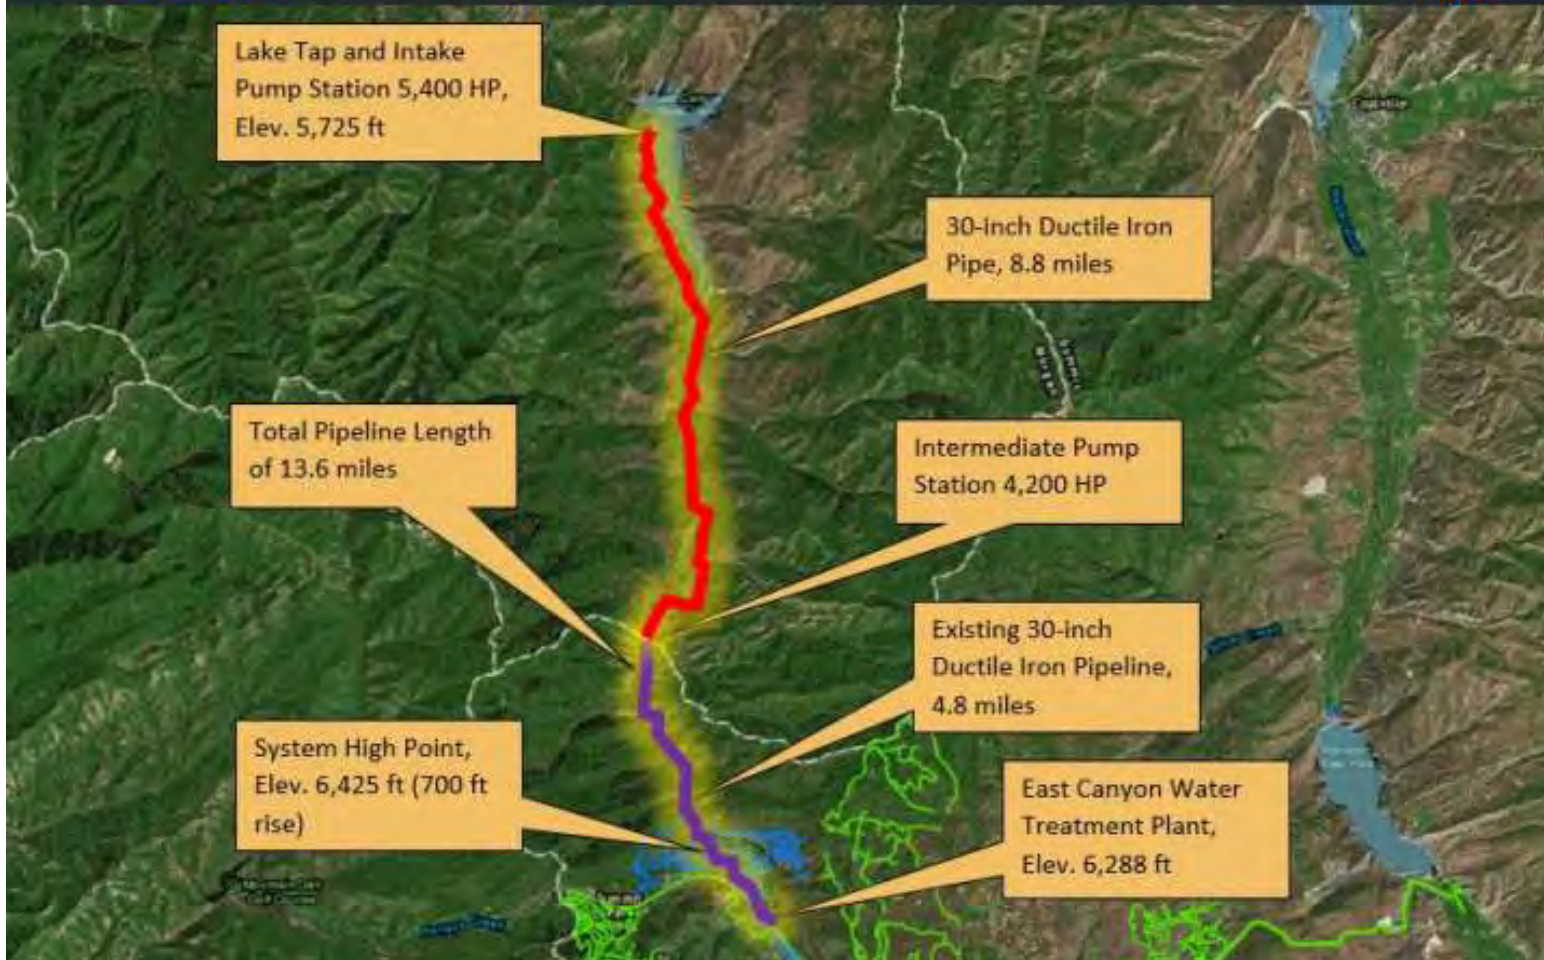 Lake Tap and Intake
Pump Station 5,400 HP,
Elev. 5,725 ft
30-inch Ductile Iron
Pipe, 8.8 miles
Total Pipeline Length
of 13.6 miles
Intermediate Pump
Station 4,200 HP
Existing 30-inch
Ductile Iron Pipeline,
4.8 miles
System High Point,
Elev. 6,425 ft (700 ft
rise)
East Canyon Water
Treatment Plant,
Elev. 6,288 ft